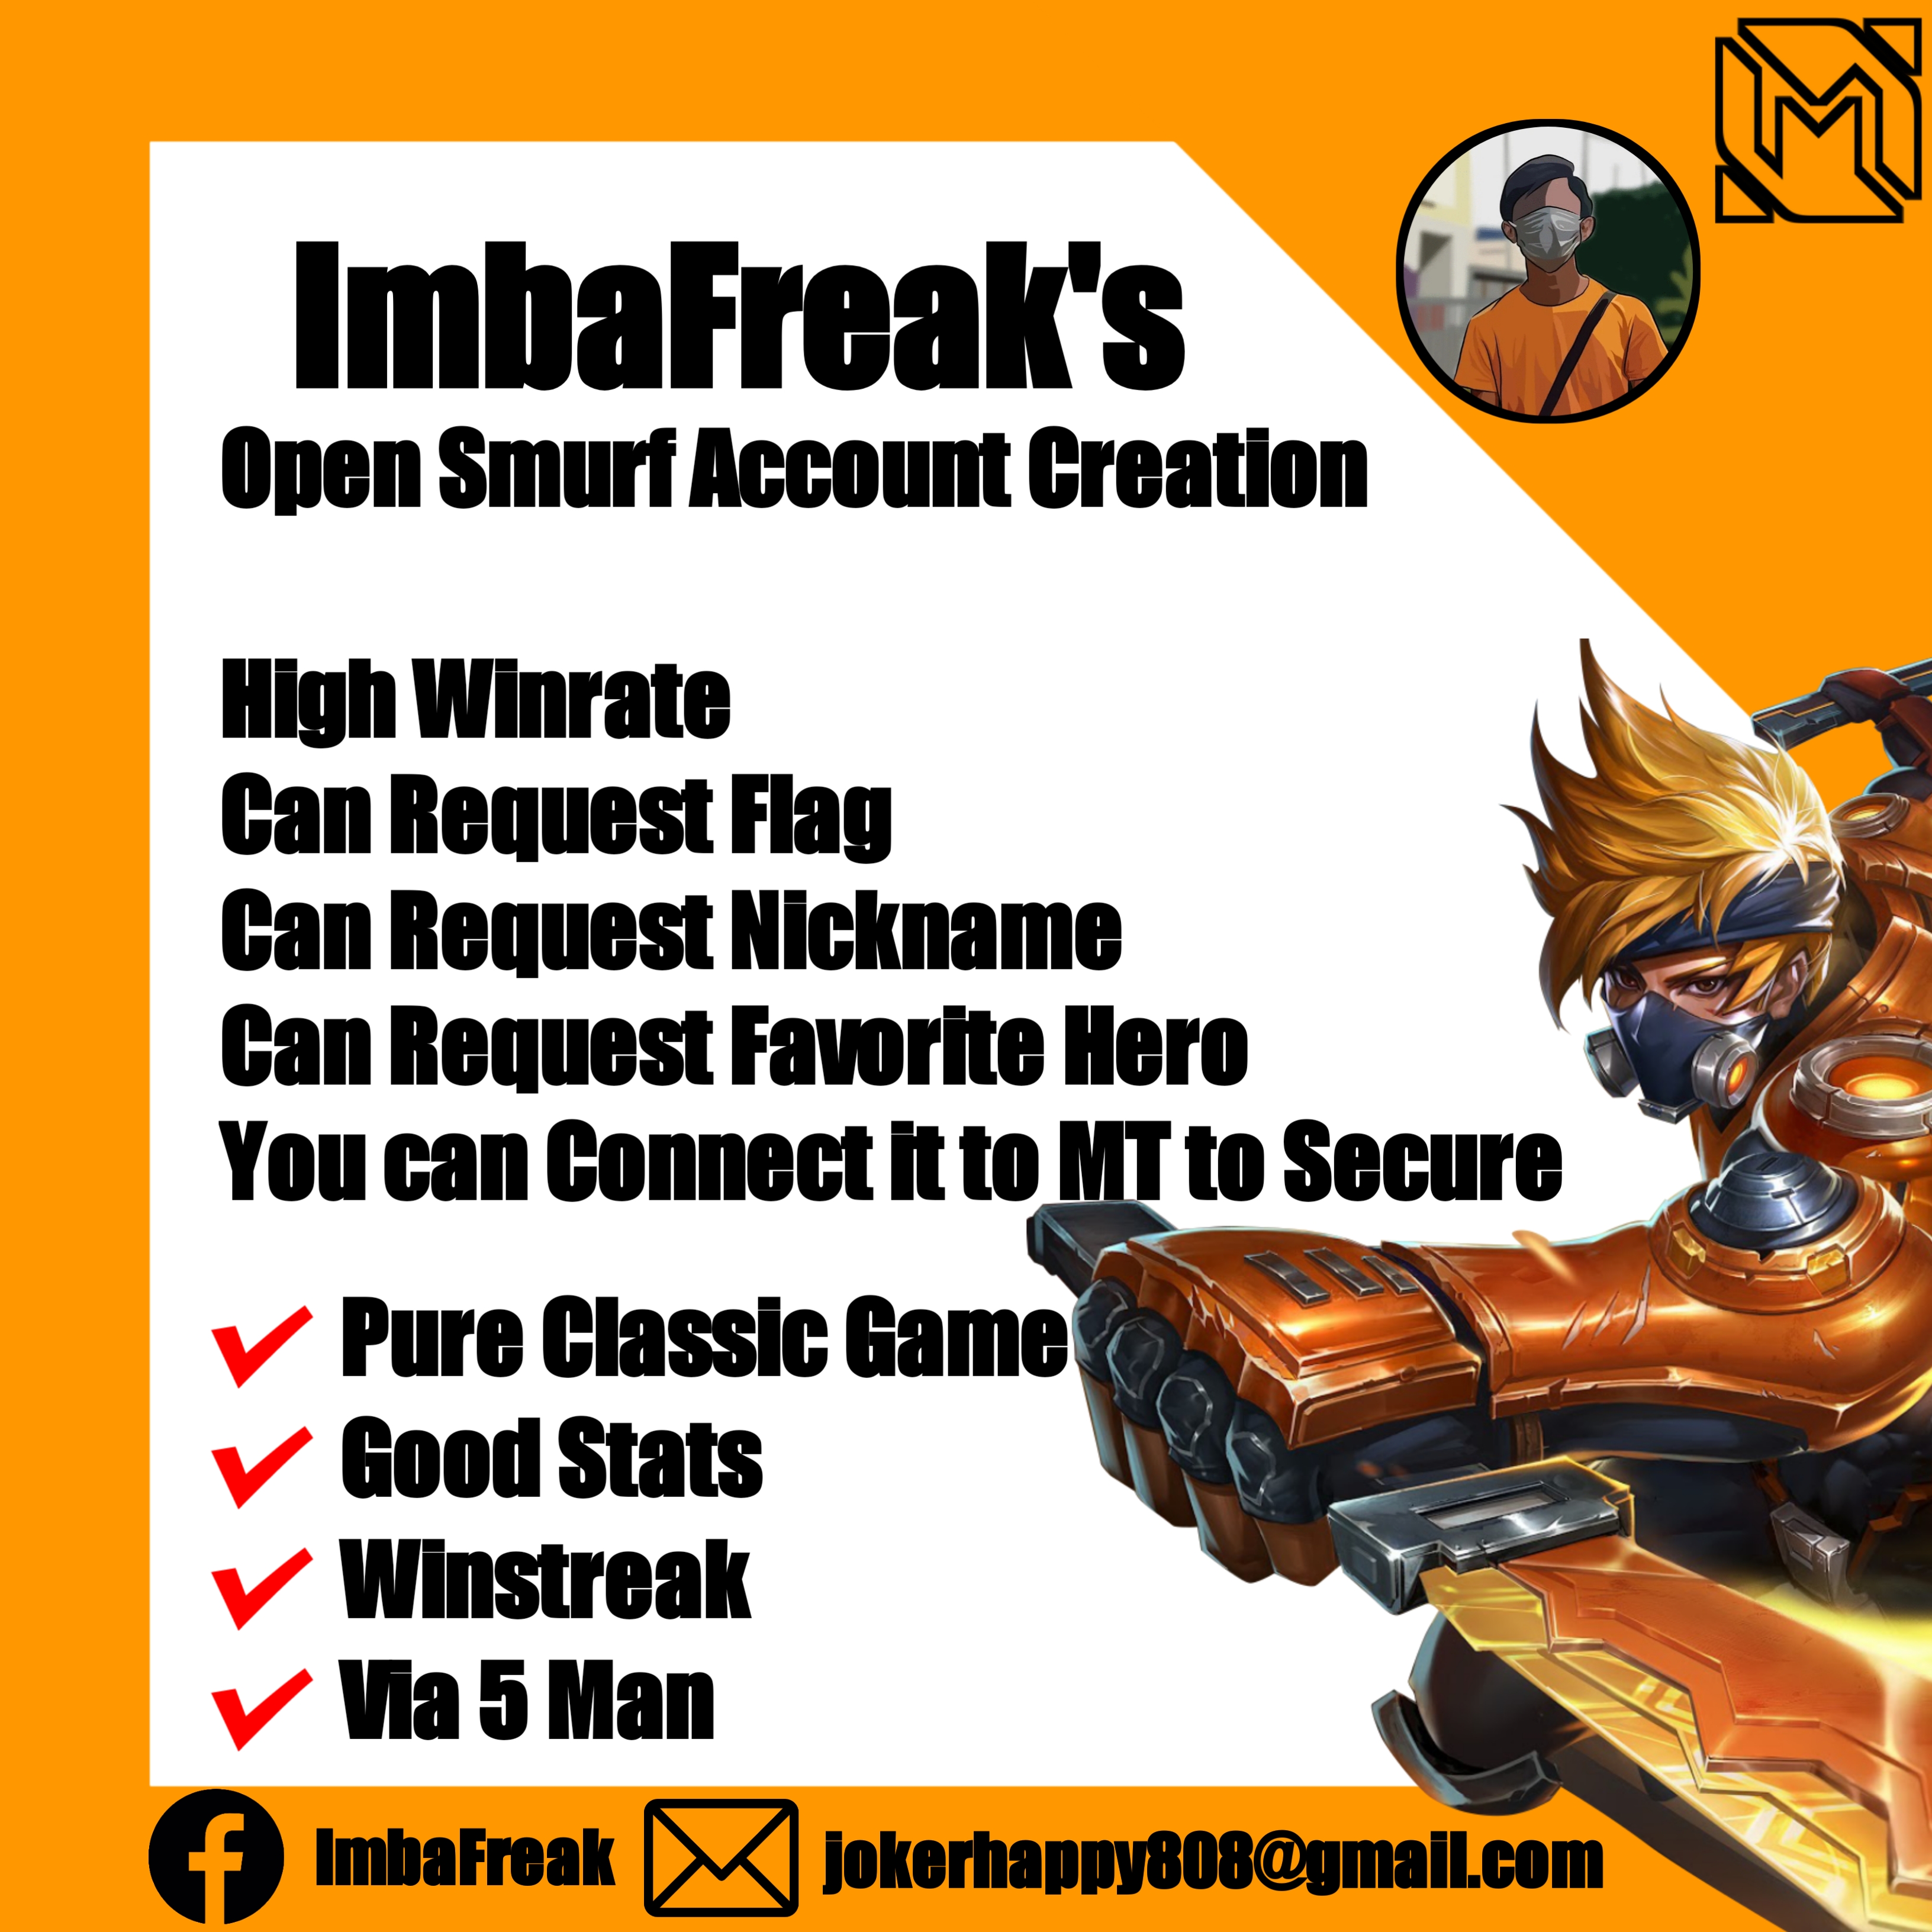 ImbaFreak's
Open Smurf Account Creation
High Winrate
Can Request Flag
Can Request Nickname
Can Request Favorite Hero
You can Connect it to MT to Secure
Pure Classic Game
Good Stats
Winstreak
Via 5 Man
ImbaFreak
jokerhappy808@gmail.com